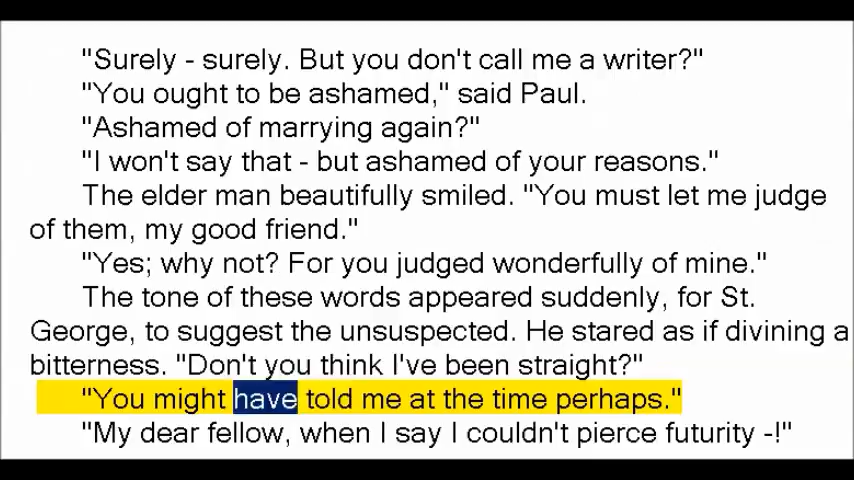 "Surely - surely. But you don't call me a writer?"
"You ought to be ashamed," said Paul.
"Ashamed of marrying again?"
"I won't say that - but ashamed of your reasons."
The elder man beautifully smiled. "You must let me judge
of them, my good friend."
"Yes; why not? For you judged wonderfully of mine."
The tone of these words appeared suddenly, for St.
George, to suggest the unsuspected. He stared as if divining a
bitterness. "Don't you think I've been straight?"
"You might have told me at the time perhaps."
"My dear fellow, when I say I couldn't pierce futurity -!"